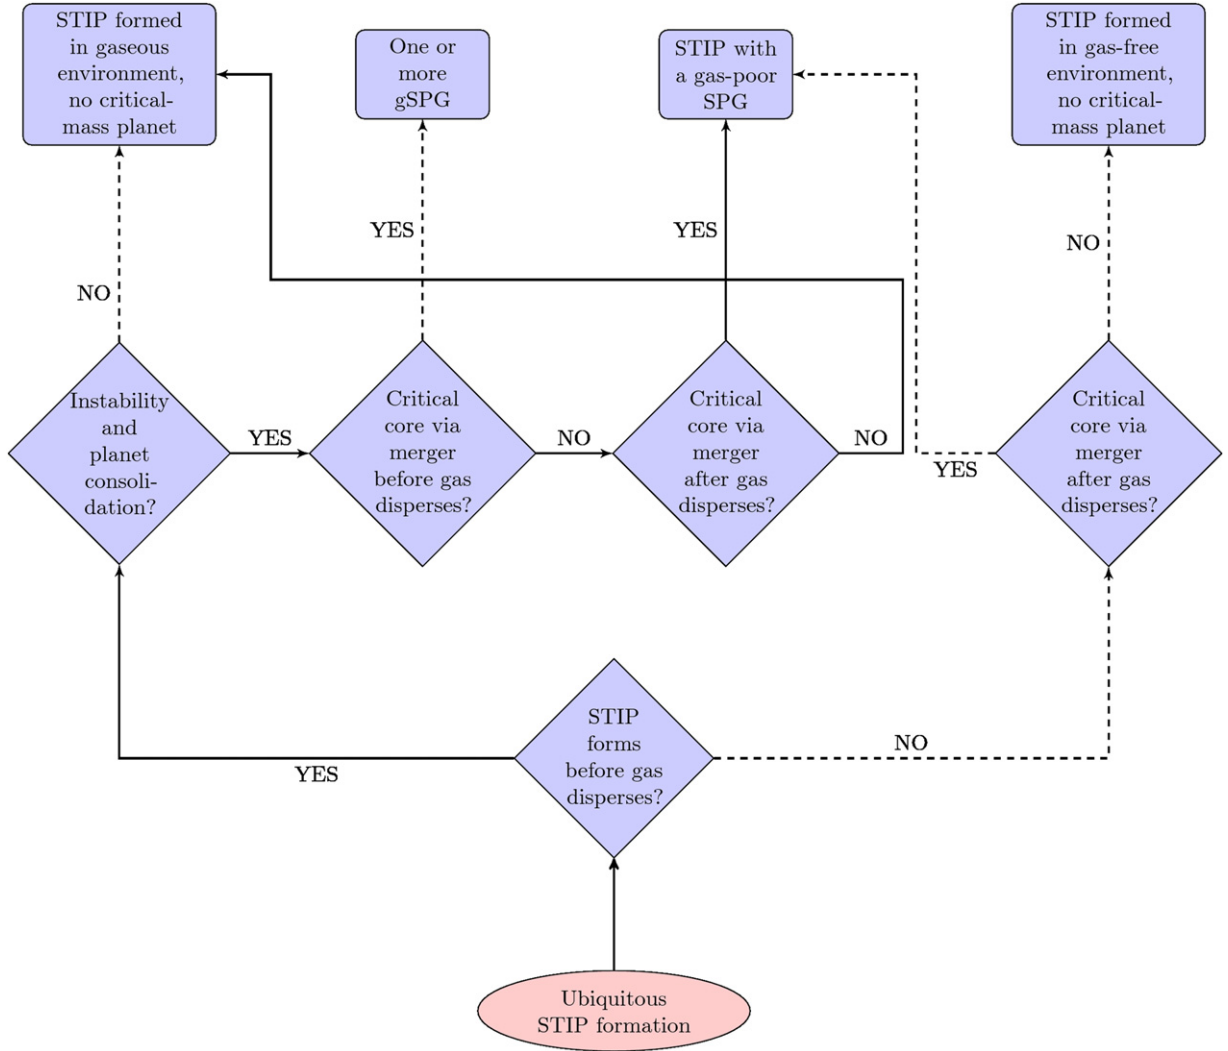 STIP formed
in gaseous
environment,
no critical-
mass planet
One or
more
gSPG
STIP with
a gas-poor
SPG
STIP formed
in gas-free
environment,
no critical-
mass planet
NO
YES
YES
NO
Instability
and
planet
consoli-
dation?
YES
Critical
core via
merger
before gas
disperses?
NO
Critical
core via
merger
after gas
disperses?
NO
YES
Critical
core via
merger
after gas
disperses?
YES
STIP
forms
before gas
disperses?
NO
Ubiquitous
STIP formation